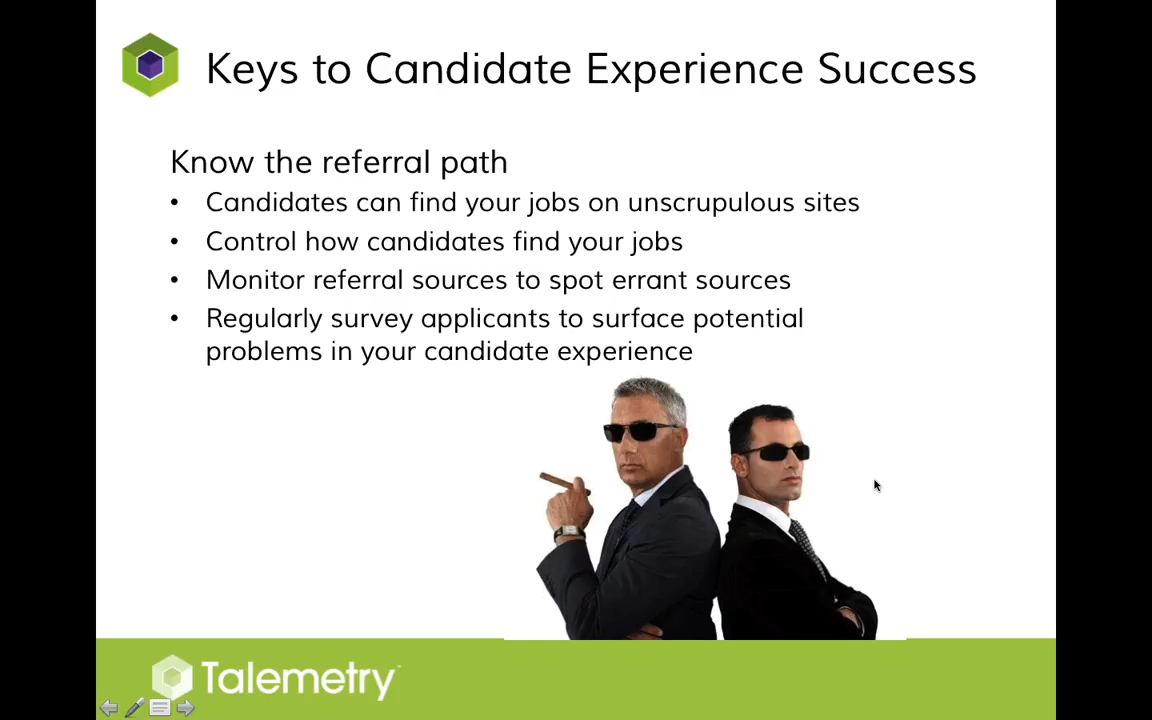 Keys to Candidate Experience Success
Know the referral path
• Candidates can find your jobs on unscrupulous sites
• Control how candidates find your jobs
• Monitor referral sources to spot errant sources
• Regularly survey applicants to surface potential
problems in your candidate experience
Talemetry